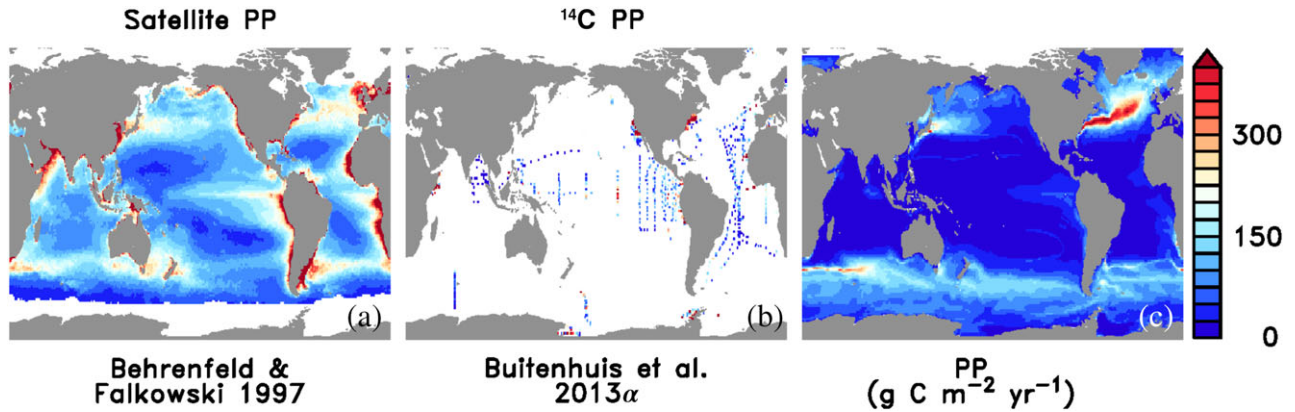 Satellite PP
¹⁴C PP
(a)
(b)
(c)
300
150
0
Behrenfeld &
Falkowski 1997
Buitenhuis et al.
2013α
PP
(g C m⁻² yr⁻¹)